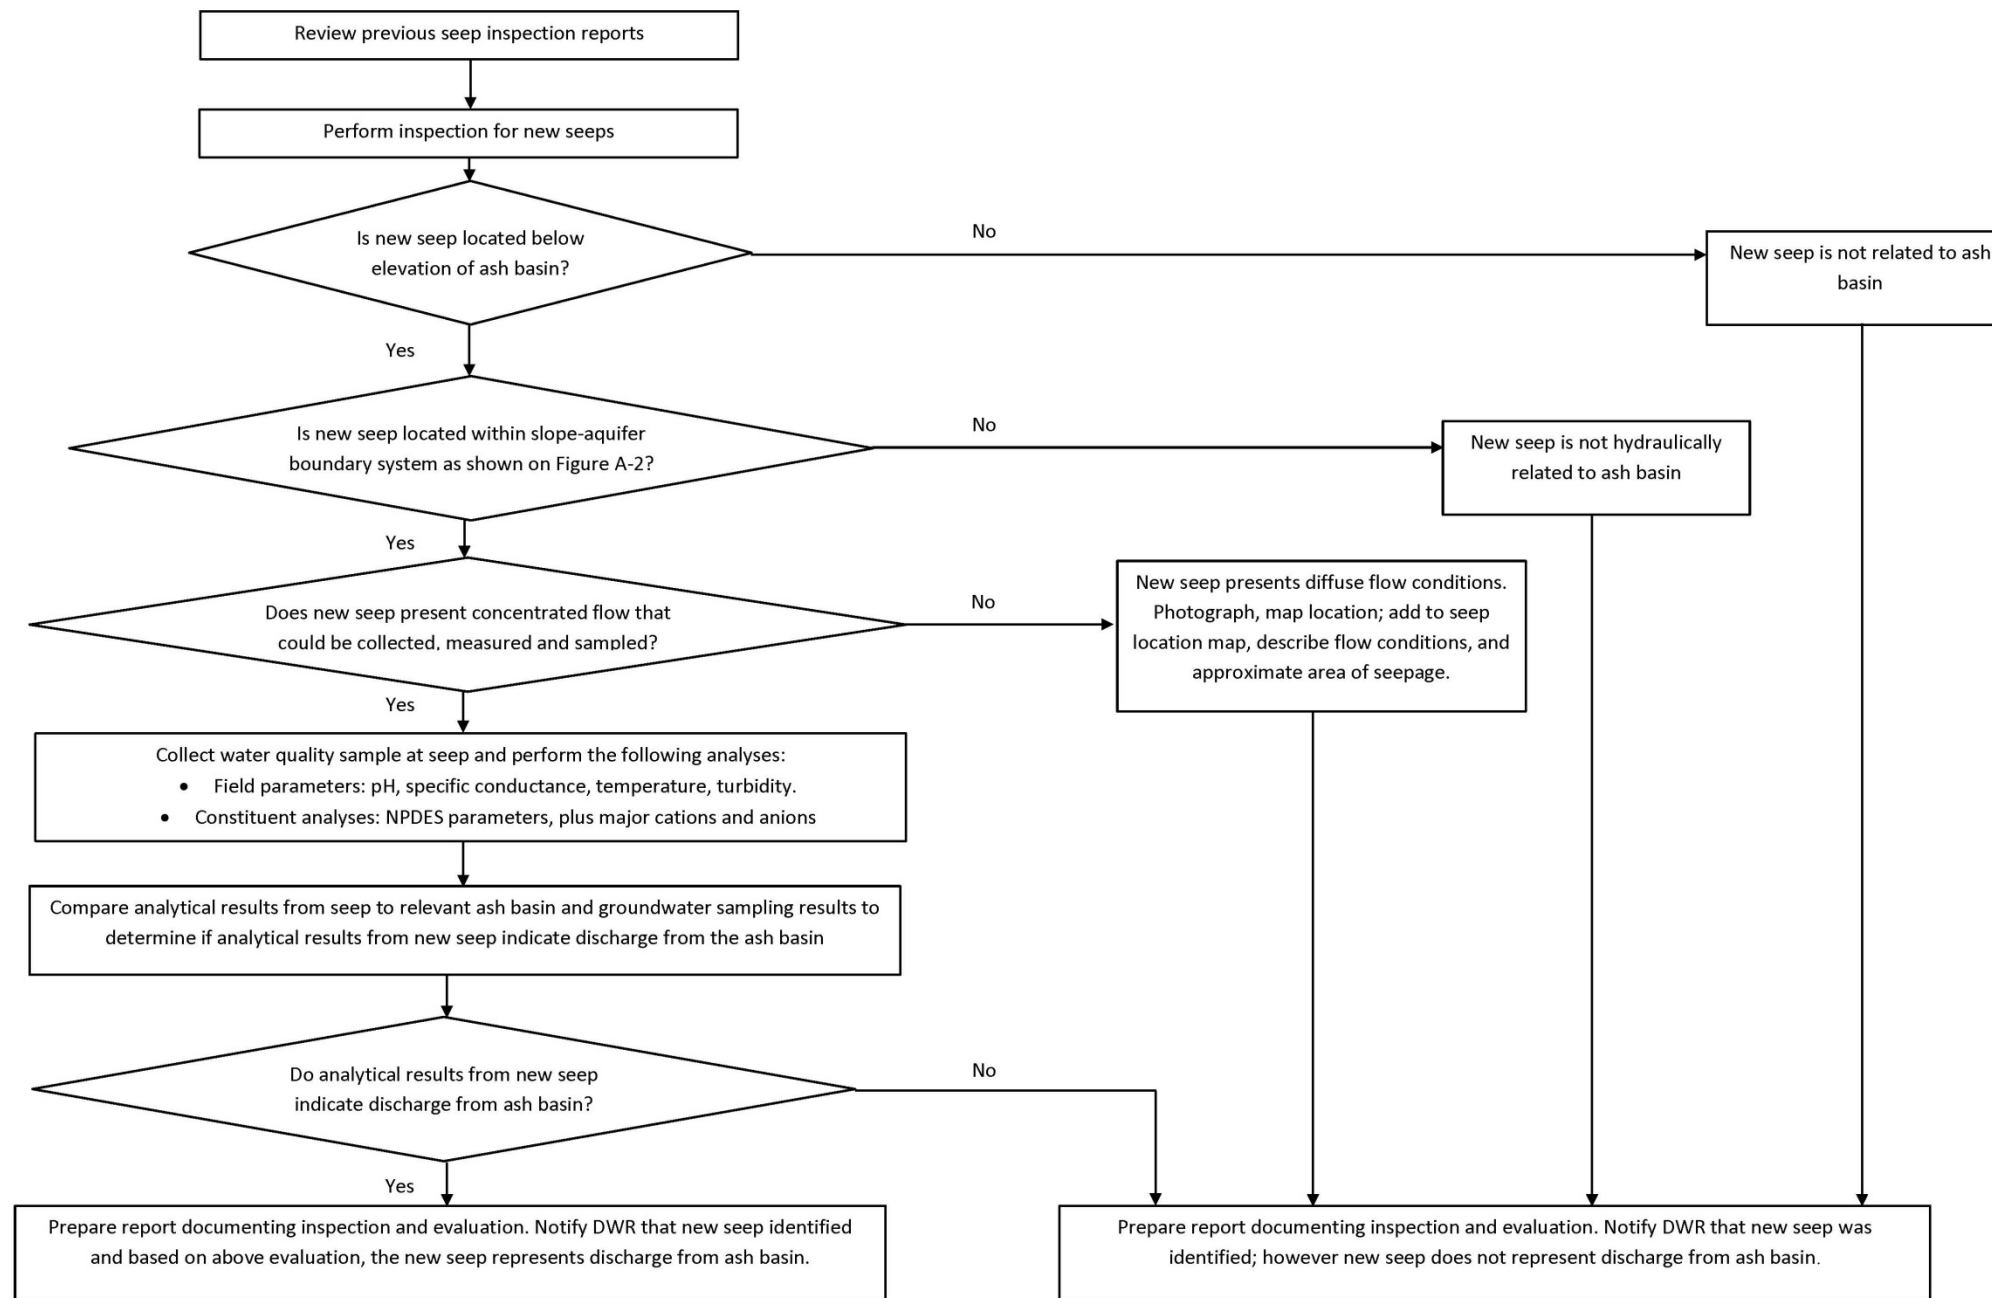 Review previous seep inspection reports
Perform inspection for new seeps
Is new seep located below
elevation of ash basin?
No
New seep is not related to ash
basin
Yes
Is new seep located within slope-aquifer
boundary system as shown on Figure A-2?
No
New seep is not hydraulically
related to ash basin
Yes
Does new seep present concentrated flow that
could be collected, measured and sampled?
No
New seep presents diffuse flow conditions.
Photograph, map location; add to seep
location map, describe flow conditions, and
approximate area of seepage.
Yes
Collect water quality sample at seep and perform the following analyses:
• Field parameters: pH, specific conductance, temperature, turbidity.
• Constituent analyses: NPDES parameters, plus major cations and anions
Compare analytical results from seep to relevant ash basin and groundwater sampling results to
determine if analytical results from new seep indicate discharge from the ash basin
Do analytical results from new seep
indicate discharge from ash basin?
No
Yes
Prepare report documenting inspection and evaluation. Notify DWR that new seep identified
and based on above evaluation, the new seep represents discharge from ash basin.
Prepare report documenting inspection and evaluation. Notify DWR that new seep was
identified; however new seep does not represent discharge from ash basin.